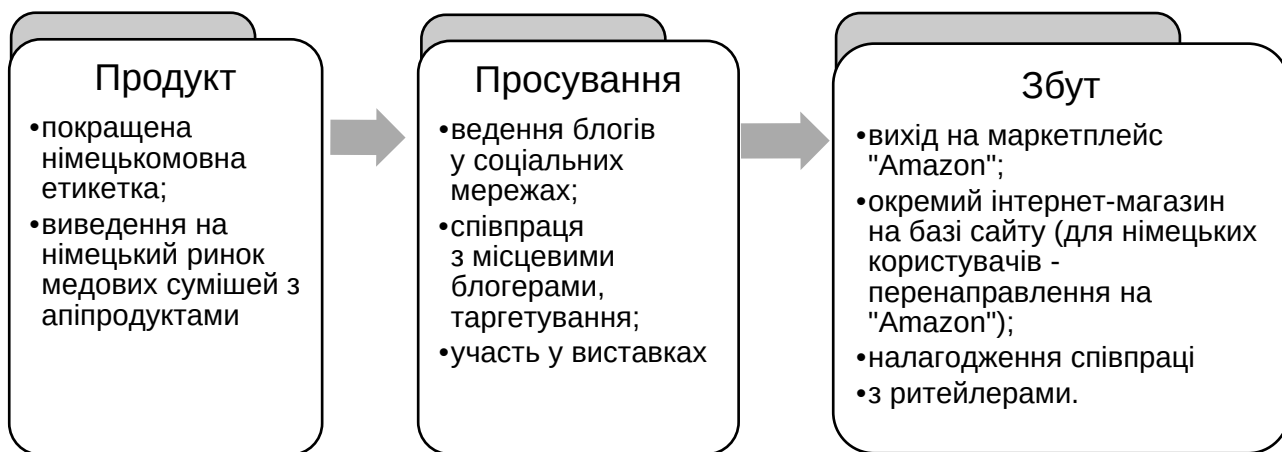 Продукт
•покращена
німецькомовна
етикетка;
•виведення на
німецький ринок
медових сумішей з
апіпродуктами
Просування
•ведення блогів
у соціальних
мережах;
•співпраця
з місцевими
блогерами,
таргетування;
•участь у виставках
Збут
•вихід на маркетплейс
"Amazon";
•окремий інтернет-магазин
на базі сайту (для німецьких
користувачів -
перенаправлення на
"Amazon");
•налагодження співпраці
•з ритейлерами.